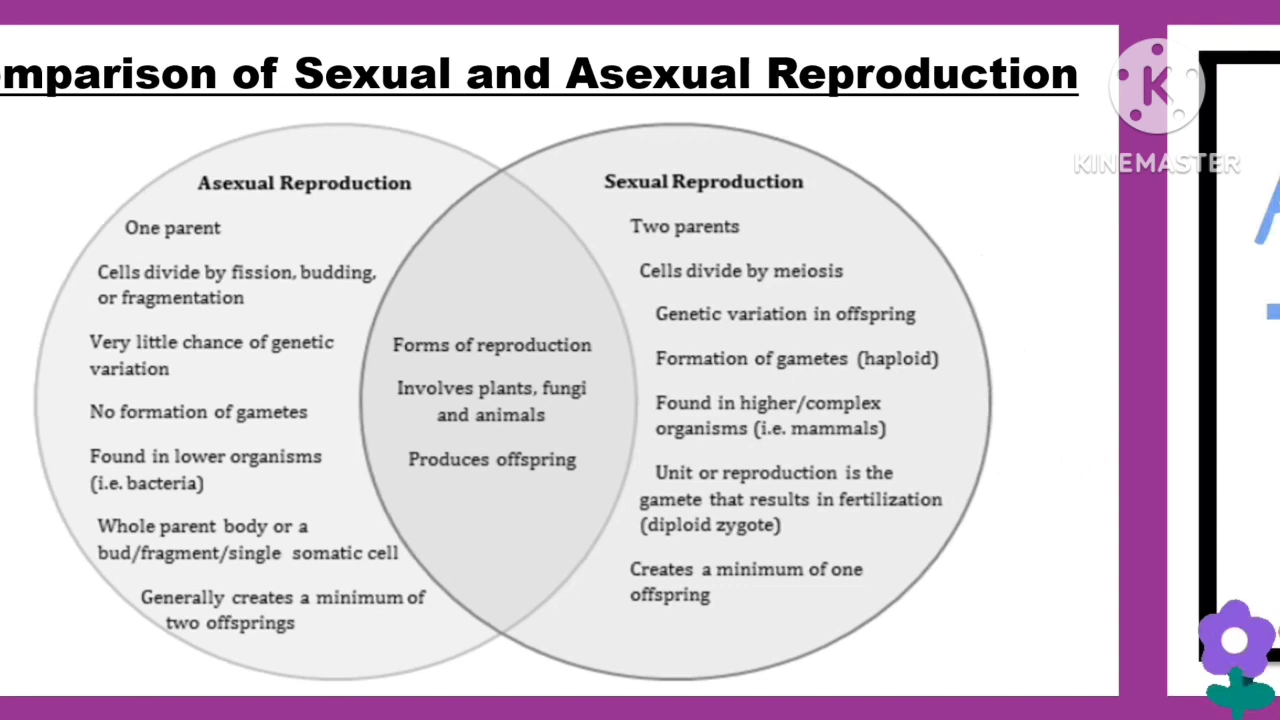 omparison of Sexual and Asexual Reproduction
K
KINEMASTER
Asexual Reproduction
One parent
Cells divide by fission, budding,
or fragmentation
Very little chance of genetic
variation
No formation of gametes
Found in lower organisms
(i.e. bacteria)
Whole parent body or a
bud/fragment/single somatic cell
Generally creates a minimum of
two offsprings
Forms of reproduction
Involves plants, fungi
and animals
Produces offspring
Sexual Reproduction
Two parents
Cells divide by meiosis
Genetic variation in offspring
Formation of gametes (haploid)
Found in higher/complex
organisms (i.e. mammals)
Unit or reproduction is the
gamete that results in fertilization
(diploid zygote)
Creates a minimum of one
offspring